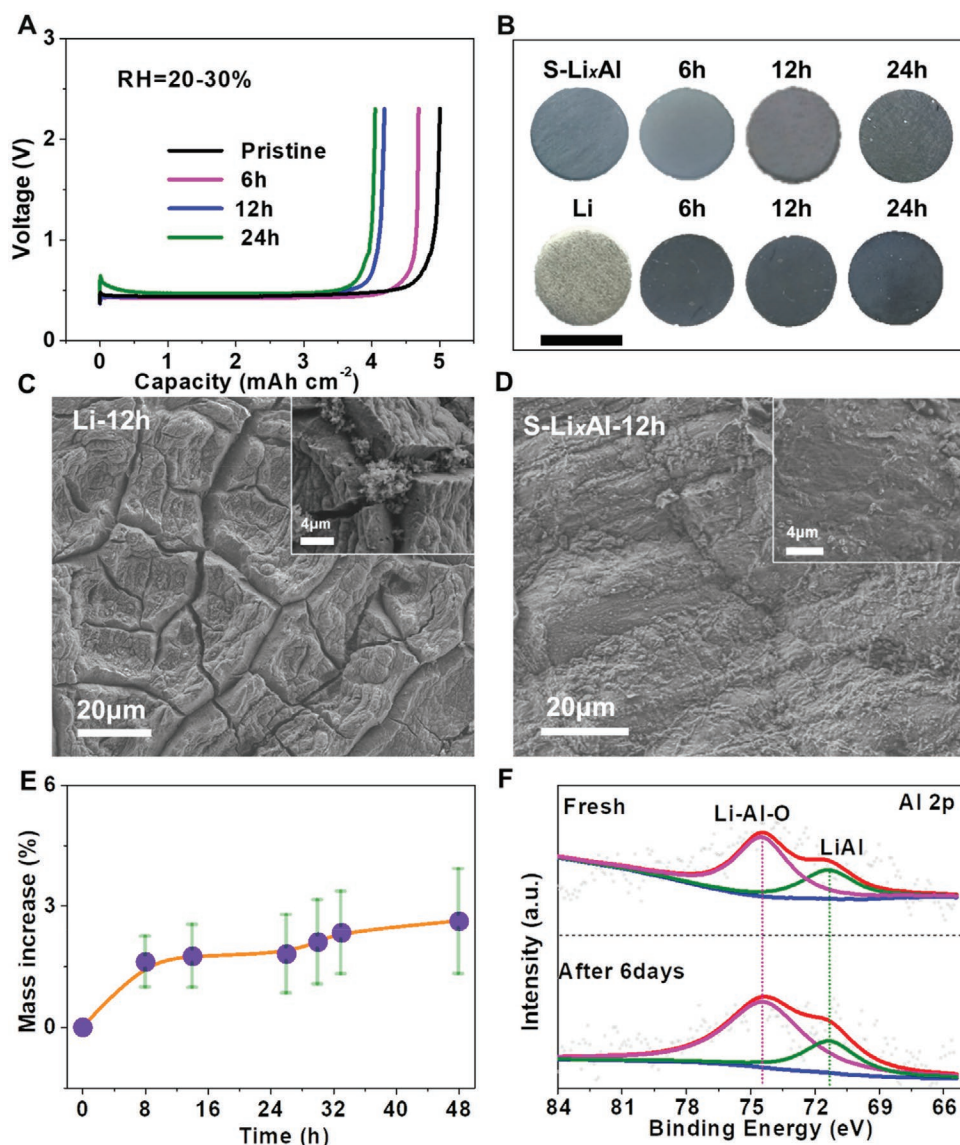 A
3
2
1
0
Voltage (V)
RH=20-30%
Pristine
6h
12h
24h
0 1 2 3 4 5
Capacity (mAh cm⁻²)
B
S-LixAl 6h 12h 24h
Li 6h 12h 24h
C
Li-12h
4μm
20μm
D
S-LixAl-12h
4μm
20μm
E
6
3
0
Mass increase (%)
0 8 16 24 32 40 48
Time (h)
F
Fresh
Al 2p
Li-Al-O
LiAl
After 6days
Intensity (a.u.)
84 81 78 75 72 69 66
Binding Energy (eV)